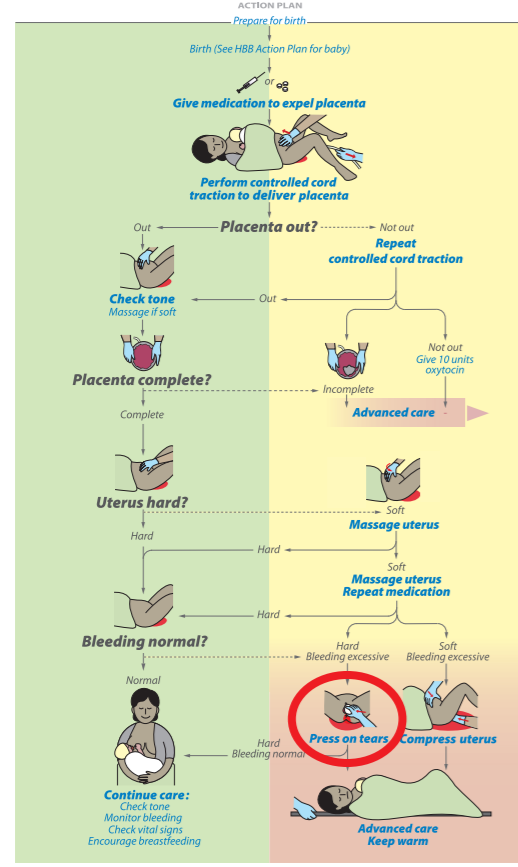 ACTION PLAN
Prepare for birth
Birth (See HBB Action Plan for baby)
or
Give medication to expel placenta
Perform controlled cord
traction to deliver placenta
Placenta out?
Out
Not out
Repeat
controlled cord traction
Out
Check tone
Massage if soft
Not out
Give 10 units
oxytocin
Placenta complete?
Incomplete
Complete
Advanced care
Uterus hard?
Soft
Massage uterus
Hard
Hard
Soft
Massage uterus
Repeat medication
Hard
Bleeding normal?
Hard
Bleeding excessive
Soft
Bleeding excessive
Normal
Press on tears
Compress uterus
Hard
Bleeding normal
Continue care:
Check tone
Monitor bleeding
Check vital signs
Encourage breastfeeding
Advanced care
Keep warm